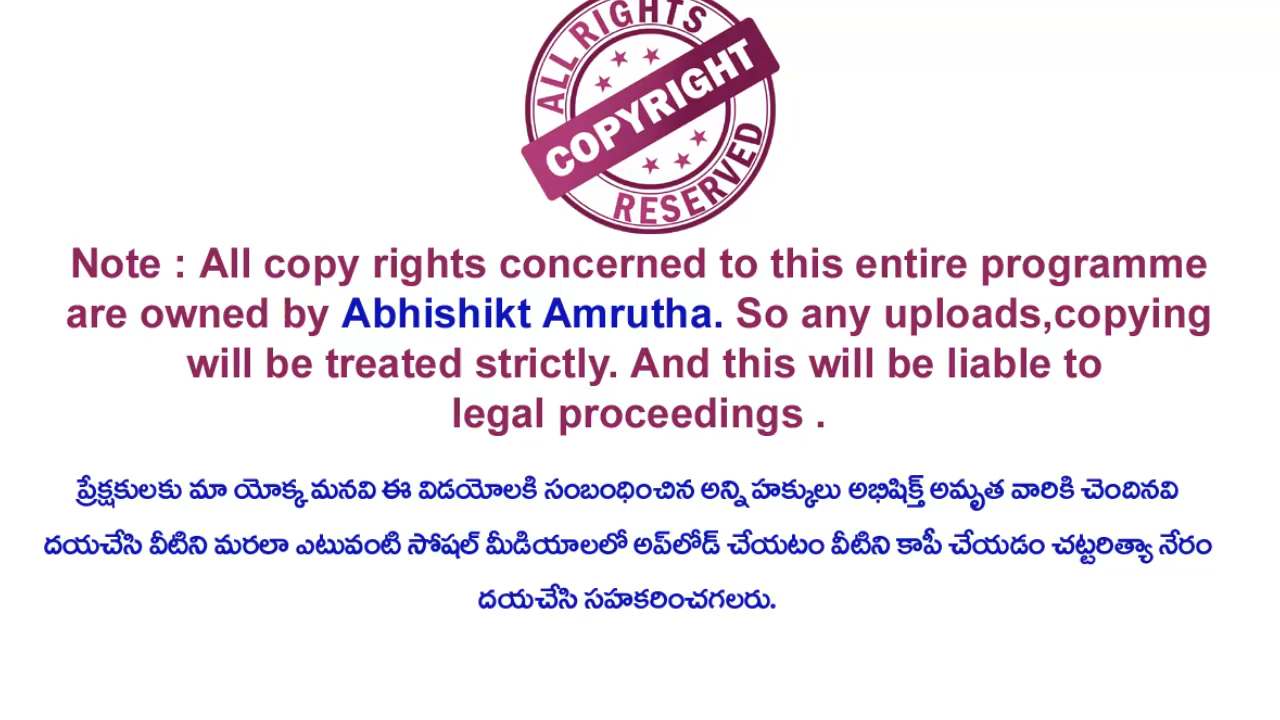 ALL RIGHTS
COPYRIGHT
RESERVED
Note : All copy rights concerned to this entire programme
are owned by Abhishikt Amrutha. So any uploads,copying
will be treated strictly. And this will be liable to
legal proceedings .
ప్రేక్షకులకు మా యోక్క మనవి ఈ విడయోలకి సంబంధించిన అన్ని హక్కులు అభిషిక్త్ అమృత వారికి చెందినవి
దయచేసి వీటిని మరలా ఎటువంటి సోషల్ మీడియాలలో అప్‌లోడ్ చేయటం వీటిని కాపీ చేయడం చట్టరిత్యా నేరం
దయచేసి సహకరించగలరు.